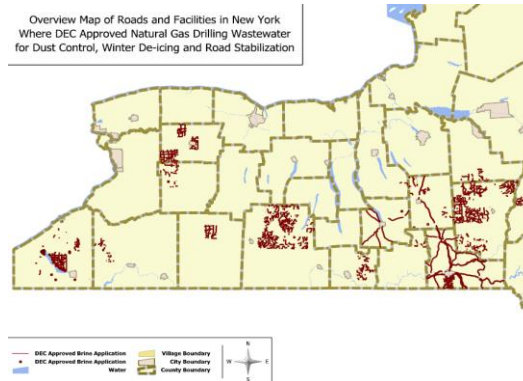 Overview Map of Roads and Facilities in New York
Where DEC Approved Natural Gas Drilling Wastewater
for Dust Control, Winter De-icing and Road Stabilization
DEC Approved Brine Application
Village Boundary
N
DEC Approved Brine Application
City Boundary
W
E
Water
County Boundary
S